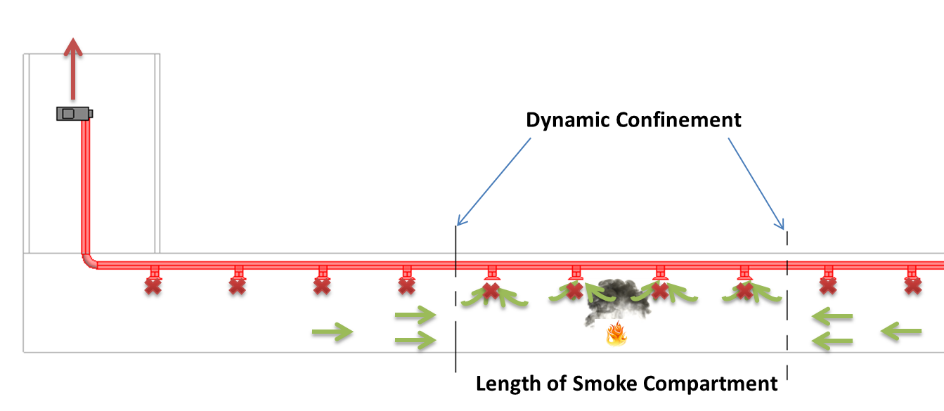 Dynamic Confinement
Length of Smoke Compartment